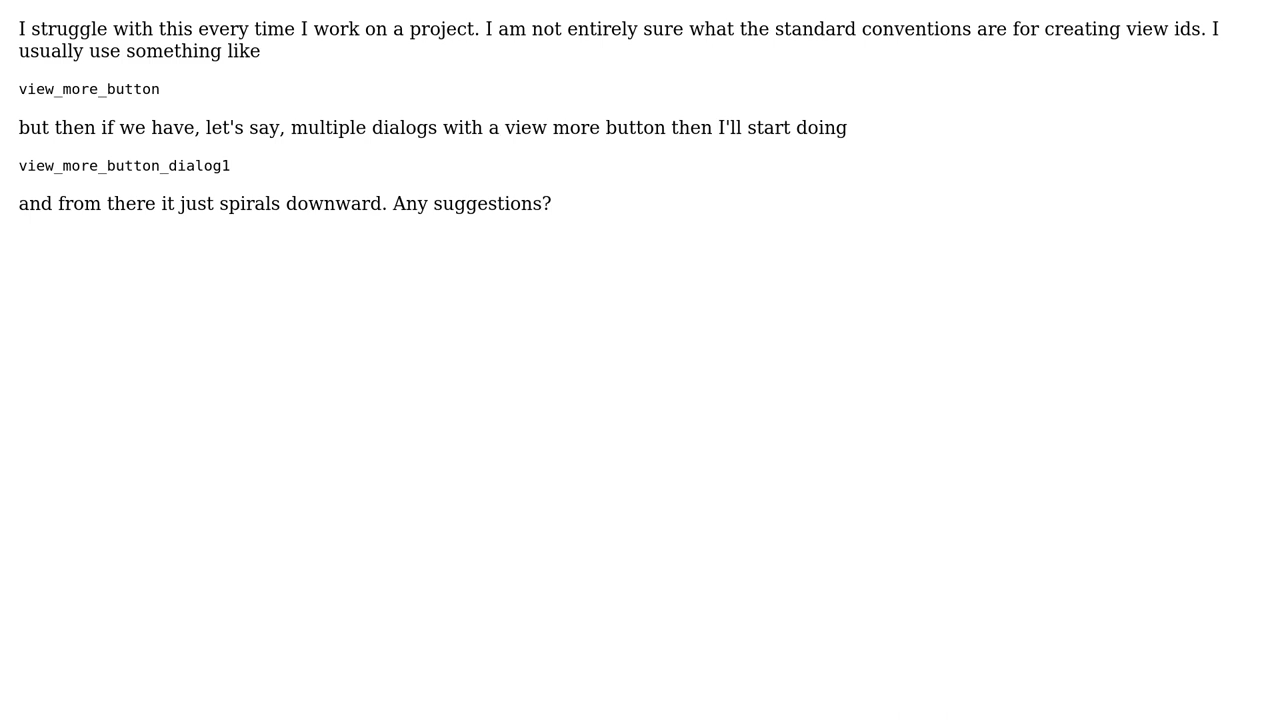 I struggle with this every time I work on a project. I am not entirely sure what the standard conventions are for creating view ids. I
usually use something like
view_more_button
but then if we have, let's say, multiple dialogs with a view more button then I'll start doing
view_more_button_dialog1
and from there it just spirals downward. Any suggestions?